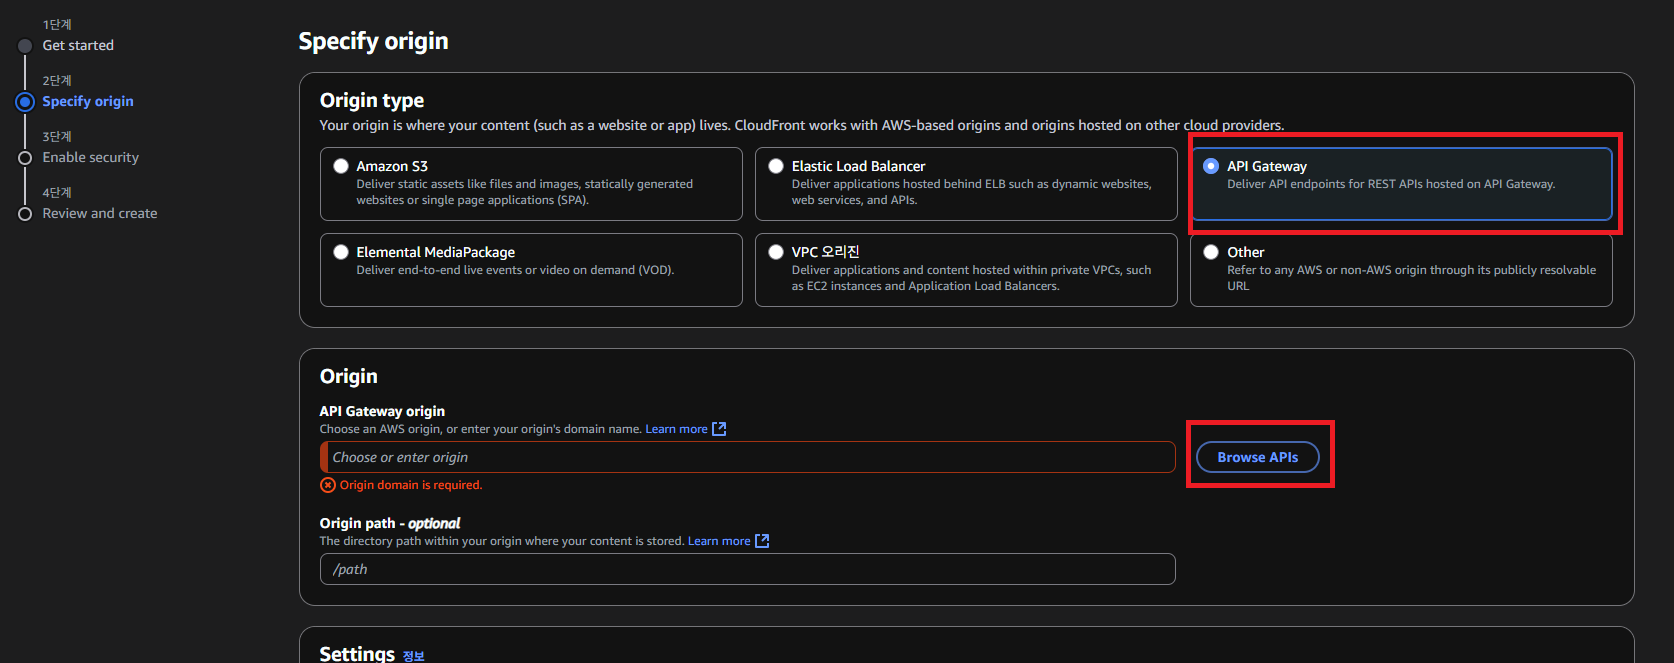 1단계
Get started
2단계
Specify origin
3단계
Enable security
4단계
Review and create
Specify origin
Origin type
Your origin is where your content (such as a website or app) lives. CloudFront works with AWS-based origins and origins hosted on other cloud providers.
Amazon S3
Deliver static assets like files and images, statically generated
websites or single page applications (SPA).
Elastic Load Balancer
Deliver applications hosted behind ELB such as dynamic websites,
web services, and APIs.
API Gateway
Deliver API endpoints for REST APIs hosted on API Gateway.
Elemental MediaPackage
Deliver end-to-end live events or video on demand (VOD).
VPC 오리진
Deliver applications and content hosted within private VPCs, such
as EC2 instances and Application Load Balancers.
Other
Refer to any AWS or non-AWS origin through its publicly resolvable
URL
Origin
API Gateway origin
Choose an AWS origin, or enter your origin's domain name. Learn more
Choose or enter origin
Browse APIs
Origin domain is required.
Origin path - optional
The directory path within your origin where your content is stored. Learn more
/path
Settings 정보